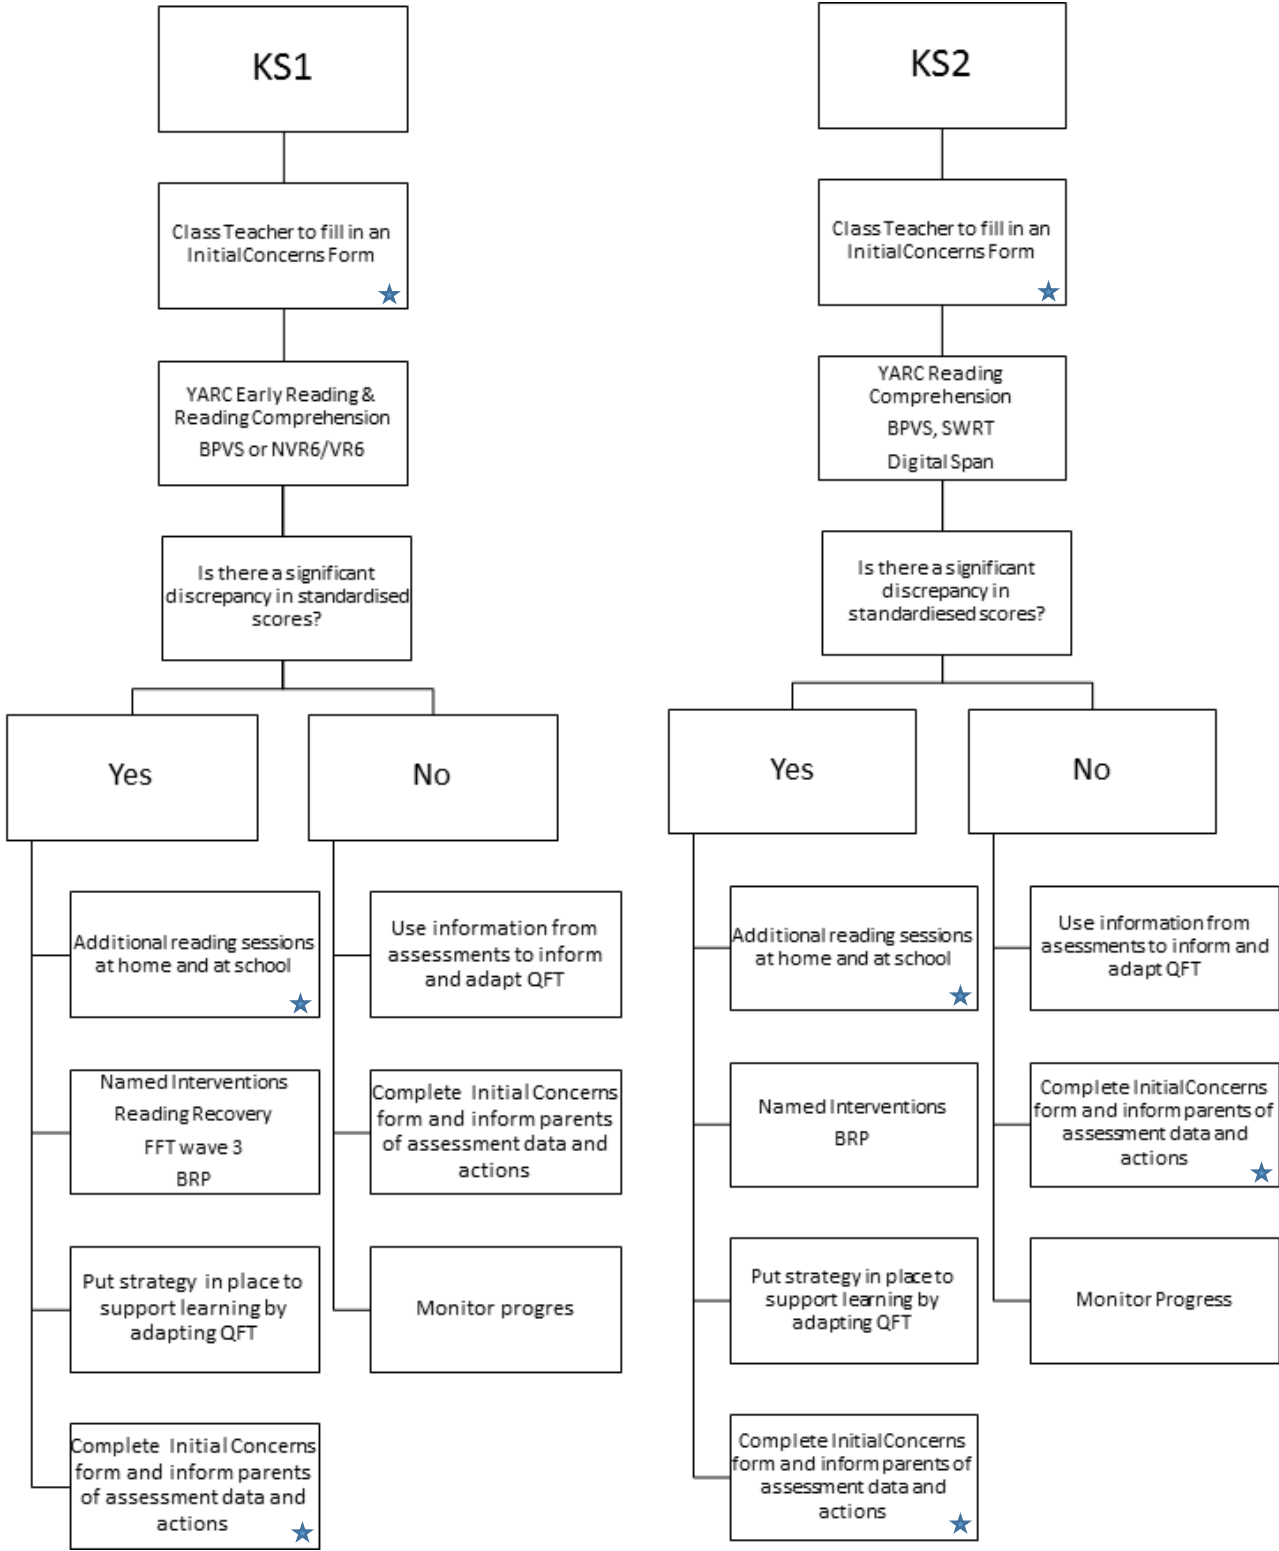 KS1
Class Teacher to fill in an
Initial Concerns Form
YARC Early Reading &
Reading Comprehension
BPVS or NVR6/VR6
Is there a significant
discrepancy in standardised
scores?
Yes
No
Additional reading sessions
at home and at school
Named Interventions
Reading Recovery
FFT wave 3
BRP
Put strategy in place to
support learning by
adapting QFT
Complete Initial Concerns
form and inform parents
of assessment data and
actions
Use information from
assessments to inform
and adapt QFT
Complete Initial Concerns
form and inform parents
of assessment data and
actions
Monitor progres
KS2
Class Teacher to fill in an
Initial Concerns Form
YARC Reading
Comprehension
BPVS, SWRT
Digital Span
Is there a significant
discrepancy in
standardiesed scores?
Yes
No
Additional reading sessions
at home and at school
Named Interventions
BRP
Put strategy in place to
support learning by
adapting QFT
Complete Initial Concerns
form and inform parents of
assessment data and
actions
Use information from
asessments to inform and
adapt QFT
Complete Initial Concerns
form and inform parents of
assessment data and
actions
Monitor Progress